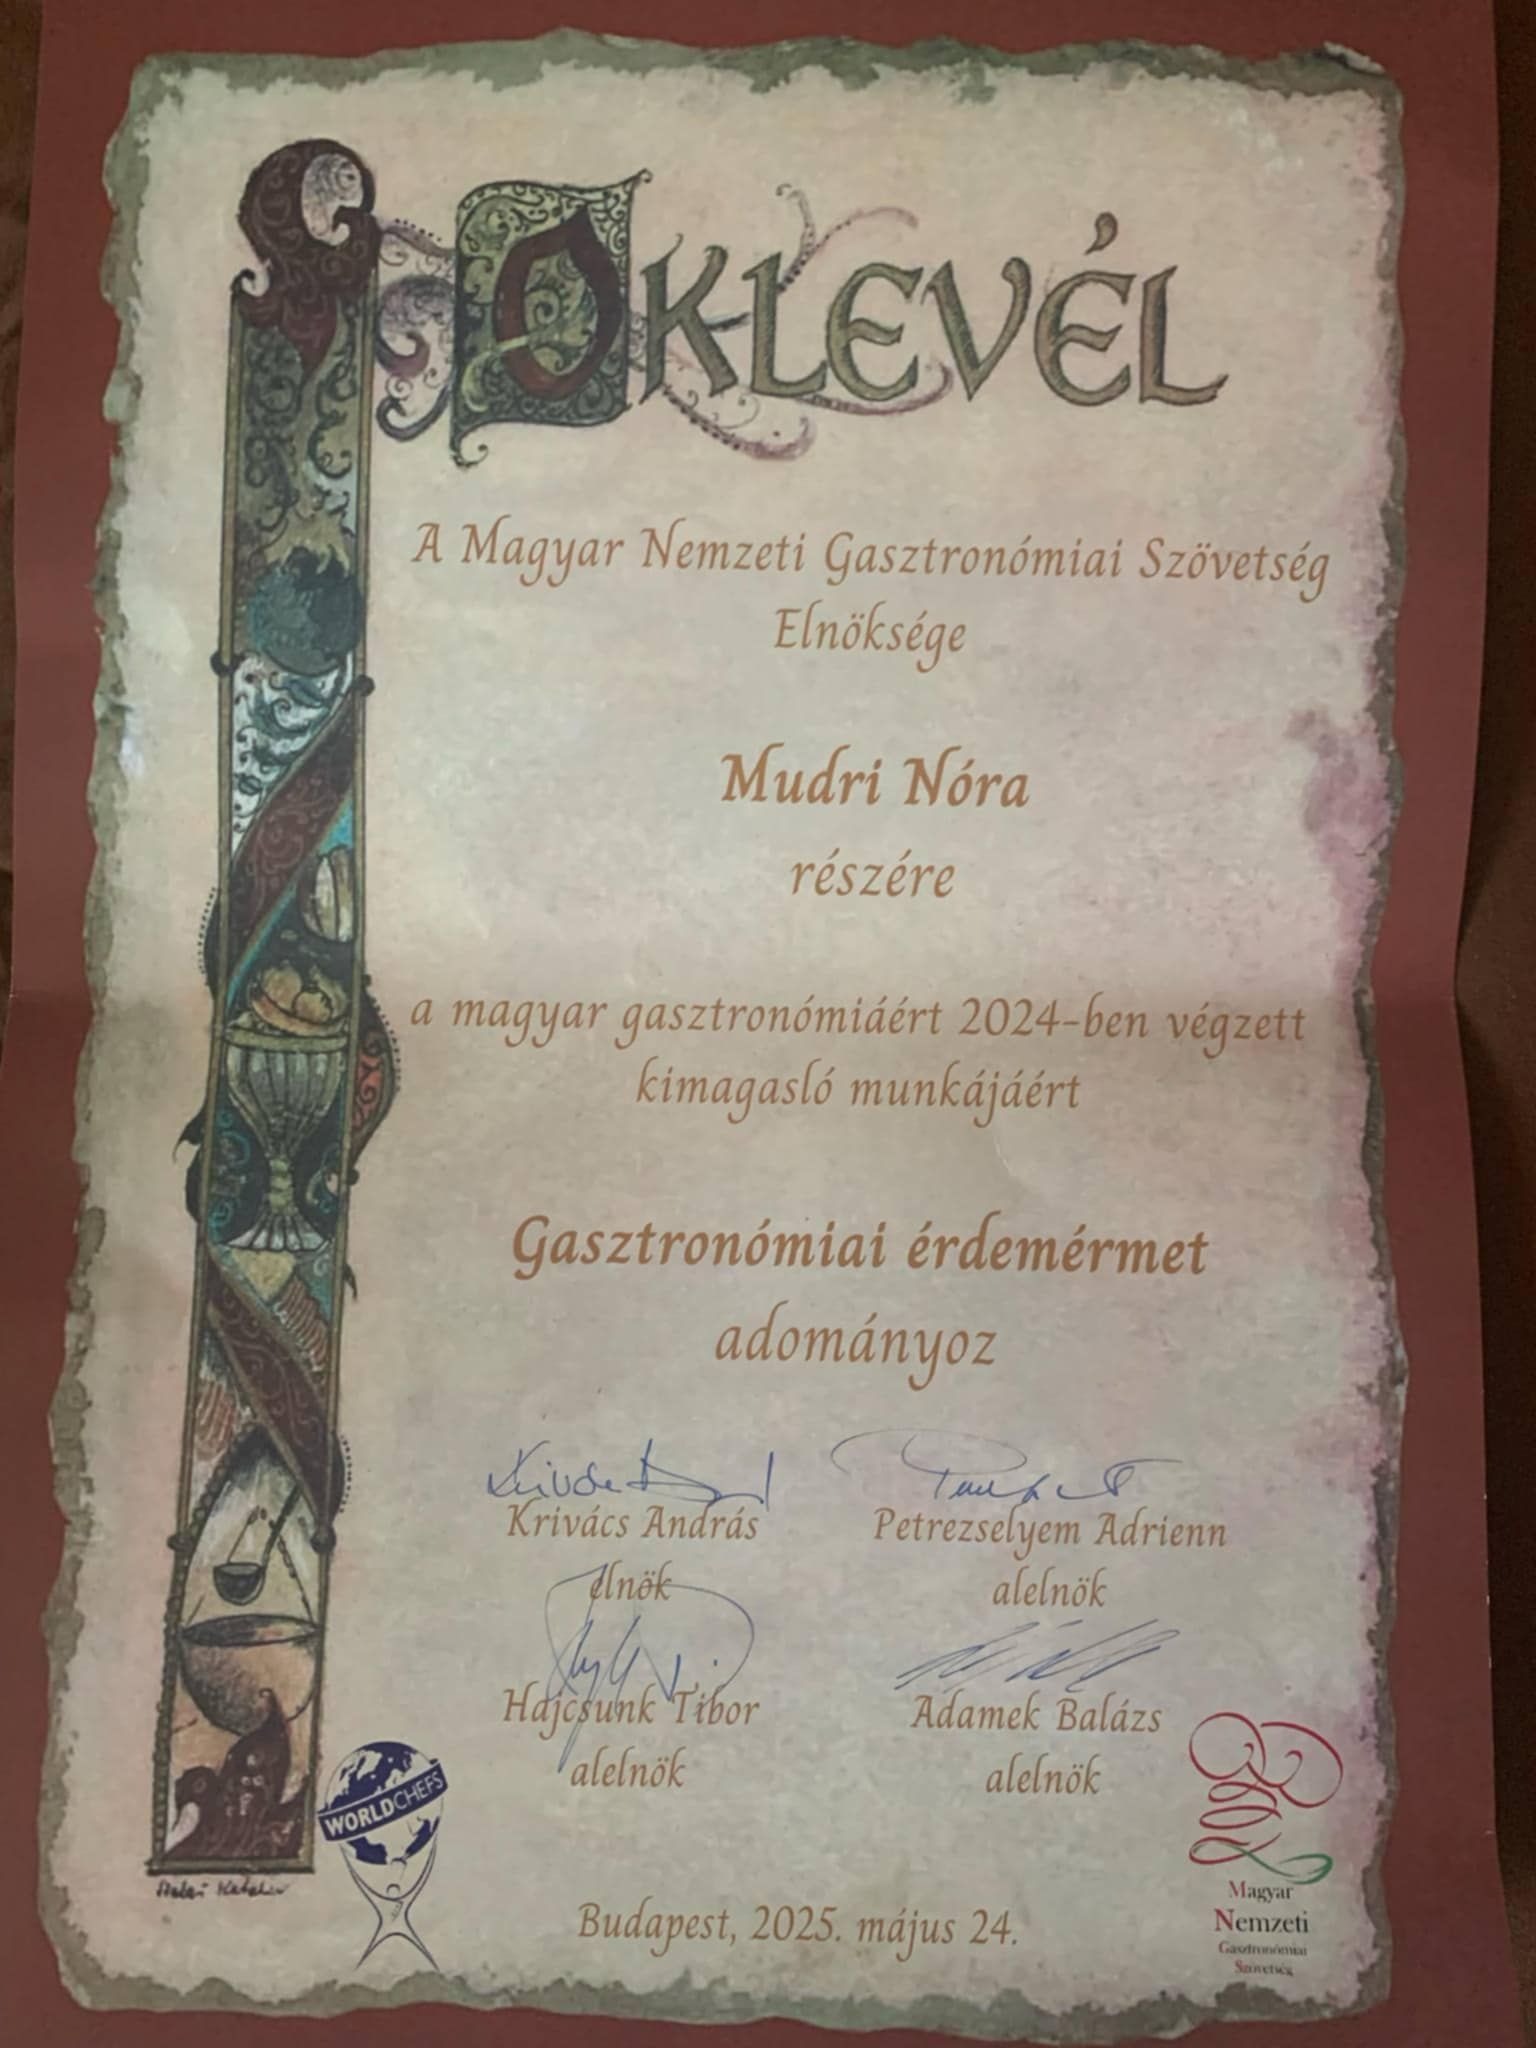 OKLEVÉL
A Magyar Nemzeti Gasztronómiai Szövetség
Elnöksége
Mudri Nóra
részére
a magyar gasztronómiáért 2024-ben végzett
kimagasló munkájáért
Gasztronómiai érdemérmet
adományoz
Krivács András
elnök
Petrezselyem Adrienn
alelnök
Hajcsunk Tibor
alelnök
Adamek Balázs
alelnök
WORLDCHEFS
Budapest, 2025. május 24.
Magyar
Nemzeti
Gasztronómiai
Szövetség